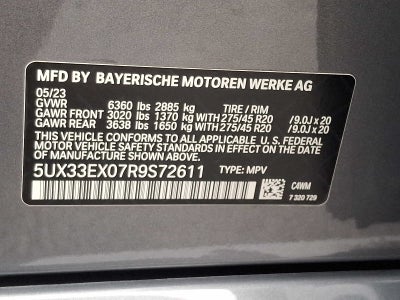 MFD BY BAYERISCHE MOTOREN WERKE AG
05/23
GVWR 6360 lbs 2885 kg TIRE / RIM
GAWR FRONT 3020 lbs 1370 kg WITH 275/45 R20 / 9.0J x 20
GAWR REAR 3638 lbs 1650 kg WITH 275/45 R20 / 9.0J x 20
THIS VEHICLE CONFORMS TO ALL APPLICABLE U.S. FEDERAL
MOTOR VEHICLE SAFETY STANDARDS IN EFFECT ON THE
DATE OF MANUFACTURE SHOWN ABOVE.
5UX33EX07R9S72611 TYPE: MPV
C4WM
7 320 729